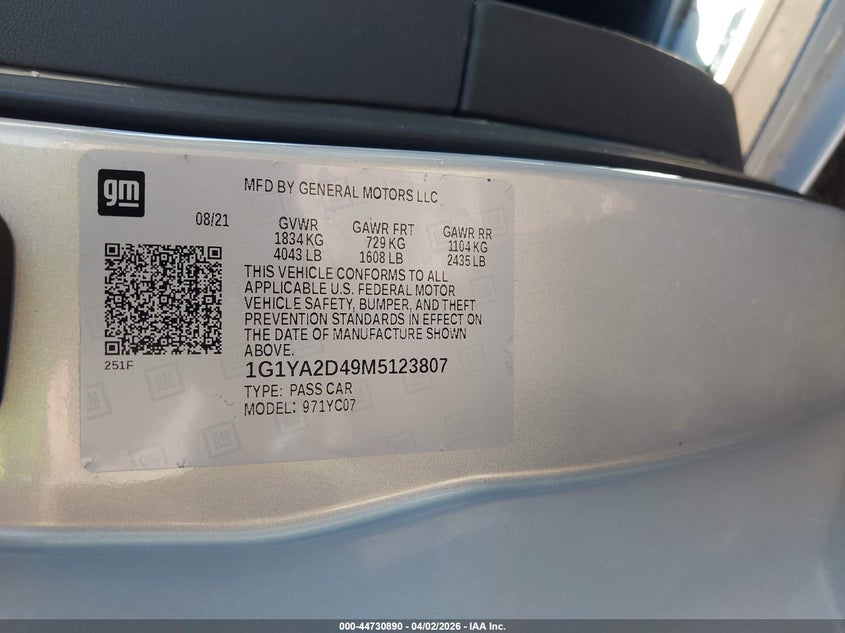 gm
MFD BY GENERAL MOTORS LLC
08/21
GVWR GAWR FRT GAWR RR
1834 KG 729 KG 1104 KG
4043 LB 1608 LB 2435 LB
THIS VEHICLE CONFORMS TO ALL
APPLICABLE U.S. FEDERAL MOTOR
VEHICLE SAFETY, BUMPER, AND THEFT
PREVENTION STANDARDS IN EFFECT ON
THE DATE OF MANUFACTURE SHOWN
ABOVE.
251F
1G1YA2D49M5123807
TYPE: PASS CAR
MODEL: 971YC07
000-44730890 - 04/02/2026 - IAA Inc.